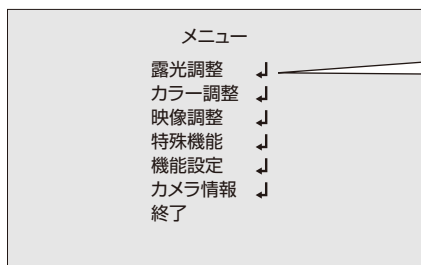 メニュー
露光調整 ↲
カラー調整 ↲
映像調整 ↲
特殊機能 ↲
機能設定 ↲
カメラ情報 ↲
終了